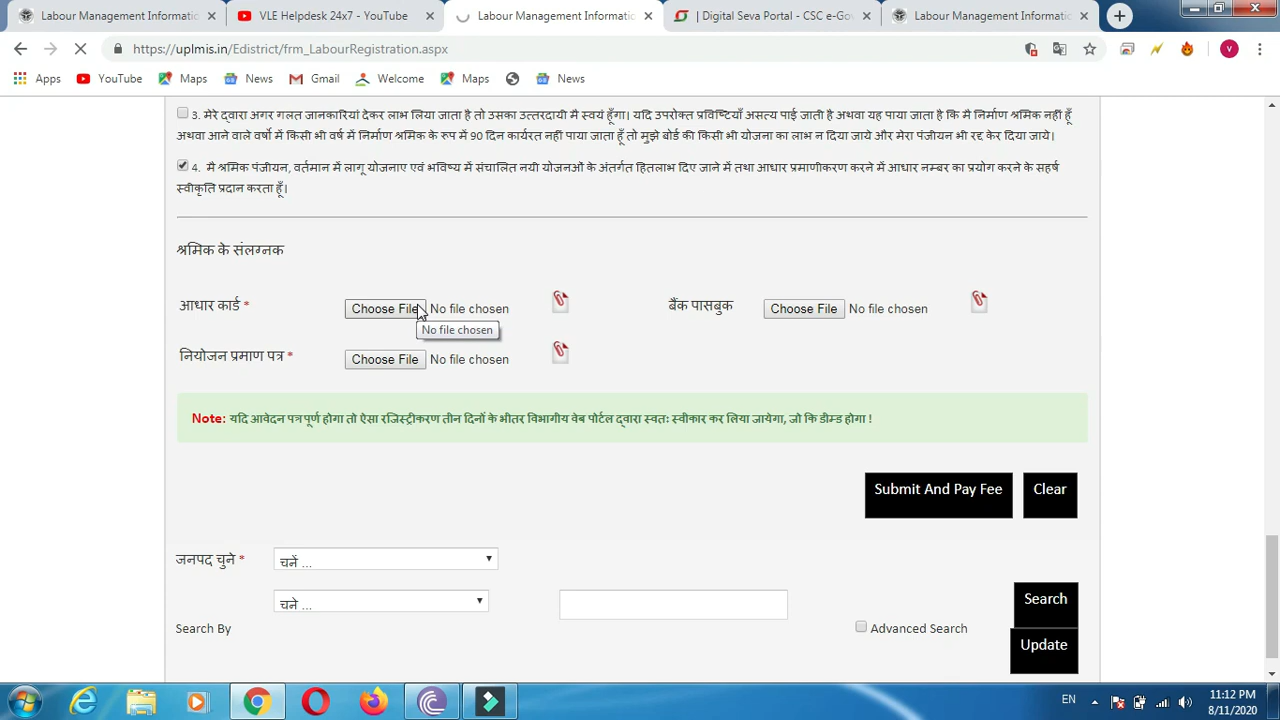 Labour Management Informatic
VLE Helpdesk 24x7 - YouTube
Labour Management Informatic
| Digital Seva Portal - CSC e-Gov
Labour Management Informatic
https://uplmis.in/Edistrict/frm_LabourRegistration.aspx
V
Apps
YouTube
Maps
News
Gmail
Welcome
Maps
News
3. मेरे द्वारा अगर गलत जानकारियां देकर लाभ लिया जाता है तो उसका उत्तरदायी मै स्वयं हूँगा। यदि उपरोक्त प्रविष्टियाँ असत्य पाई जाती है अथवा यह पाया जाता है कि मै निर्माण श्रमिक नहीं हूँ
अथवा आने वाले वर्षो में किसी भी वर्ष में निर्माण श्रमिक के रुप में 90 दिन कार्यरत नहीं पाया जाता हूँ तो मुझे बोर्ड की किसी भी योजना का लाभ न दिया जाये और मेरा पंजीयन भी रद्द कर दिया जाये।
4. मै श्रमिक पंजीयन, वर्तमान में लागू योजनाए एवं भविष्य में संचालित नयी योजनओं के अंतर्गत हितलाभ दिए जाने में तथा आधार प्रमाणीकरण करने में आधार नम्बर का प्रयोग करने के सहर्ष
स्वीकृति प्रदान करता हूँ।
श्रमिक के संलग्नक
आधार कार्ड * Choose File No file chosen बैंक पासबुक Choose File No file chosen
No file chosen
नियोजन प्रमाण पत्र * Choose File No file chosen
Note: यदि आवेदन पत्र पूर्ण होगा तो ऐसा रजिस्ट्रीकरण तीन दिनों के भीतर विभागीय वेब पोर्टल द्वारा स्वतः स्वीकार कर लिया जायेगा, जो कि डीम्ड होगा !
Submit And Pay Fee Clear
जनपद चुने * चनें ...
चने ... Search
Search By Advanced Search
Update
EN
11:12 PM
8/11/2020